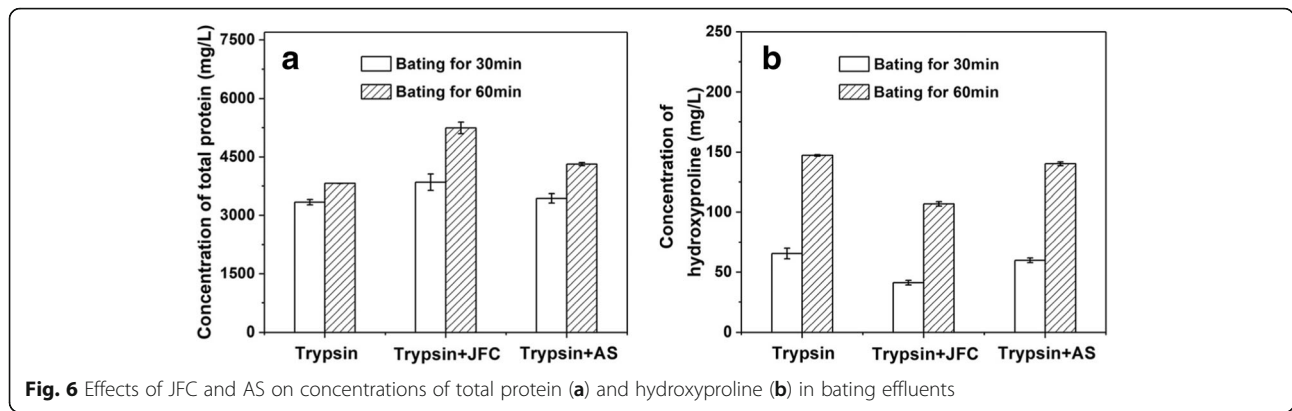 a
Bating for 30min
Bating for 60min
Concentration of total protein (mg/L)
7500
6000
4500
3000
1500
0
Trypsin Trypsin+JFC Trypsin+AS
b
Bating for 30min
Bating for 60min
Concentration of
hydroxyproline (mg/L)
250
200
150
100
50
0
Trypsin Trypsin+JFC Trypsin+AS
Fig. 6 Effects of JFC and AS on concentrations of total protein (a) and hydroxyproline (b) in bating effluents